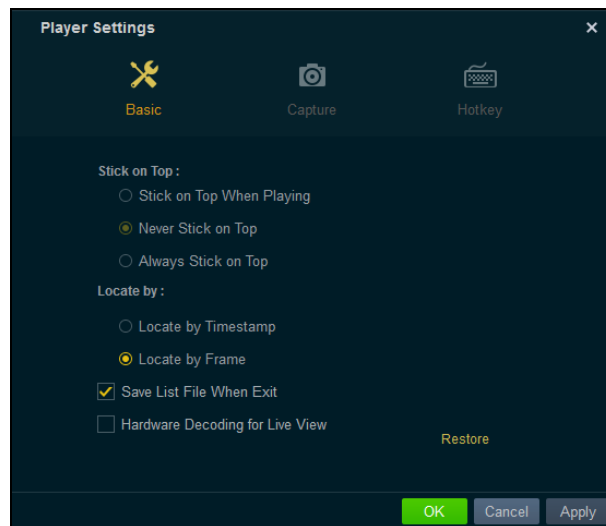 Player Settings
Basic
Capture
Hotkey
Stick on Top :
Stick on Top When Playing
Never Stick on Top
Always Stick on Top
Locate by :
Locate by Timestamp
Locate by Frame
Save List File When Exit
Hardware Decoding for Live View
Restore
OK
Cancel
Apply